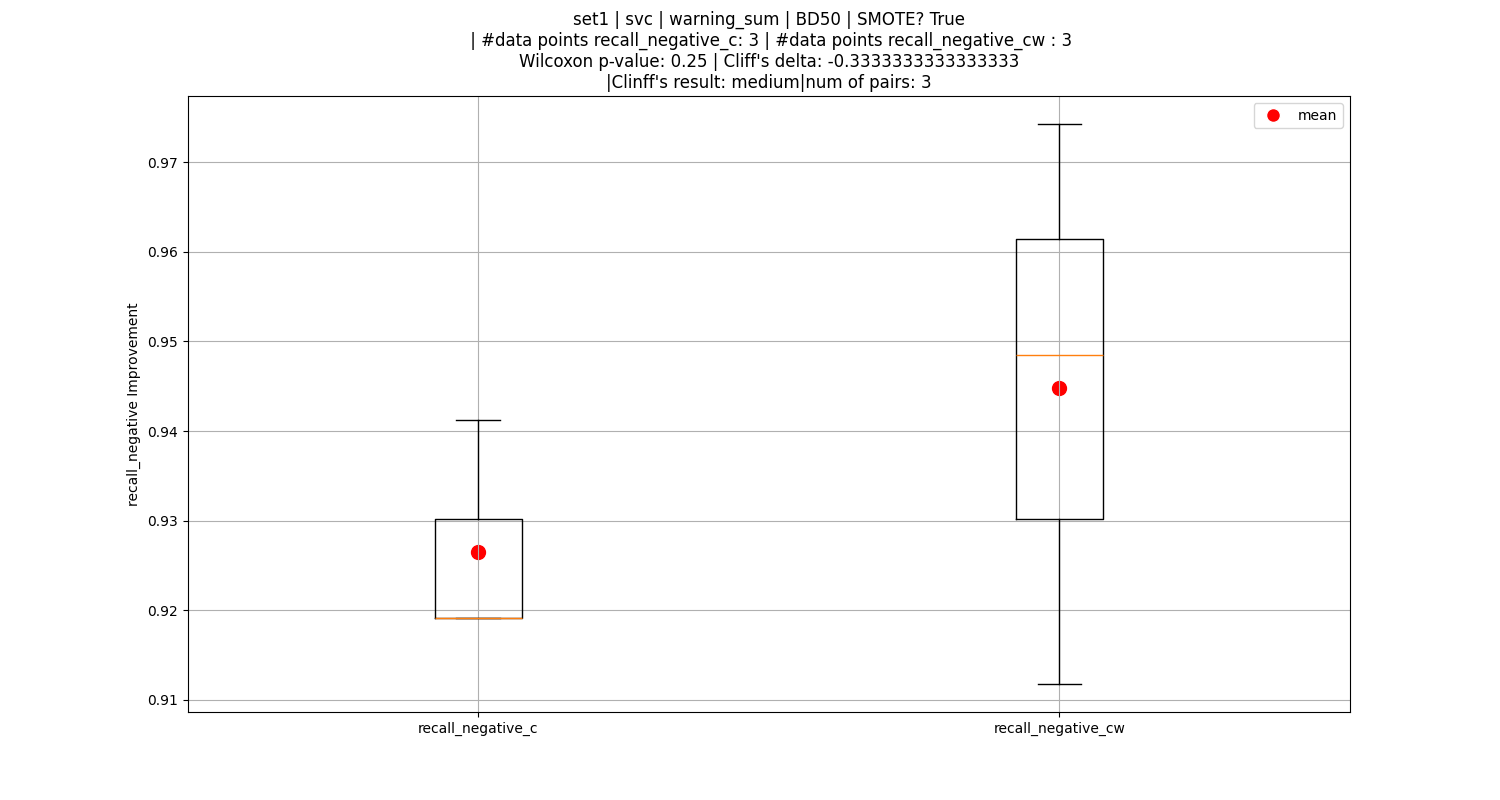 set1 | svc | warning_sum | BD50 | SMOTE? True
| #data points recall_negative_c: 3 | #data points recall_negative_cw : 3
Wilcoxon p-value: 0.25 | Cliff's delta: -0.3333333333333333
|Clinff's result: medium|num of pairs: 3
mean
0.97
0.96
0.95
0.94
0.93
0.92
0.91
recall_negative Improvement
recall_negative_c
recall_negative_cw